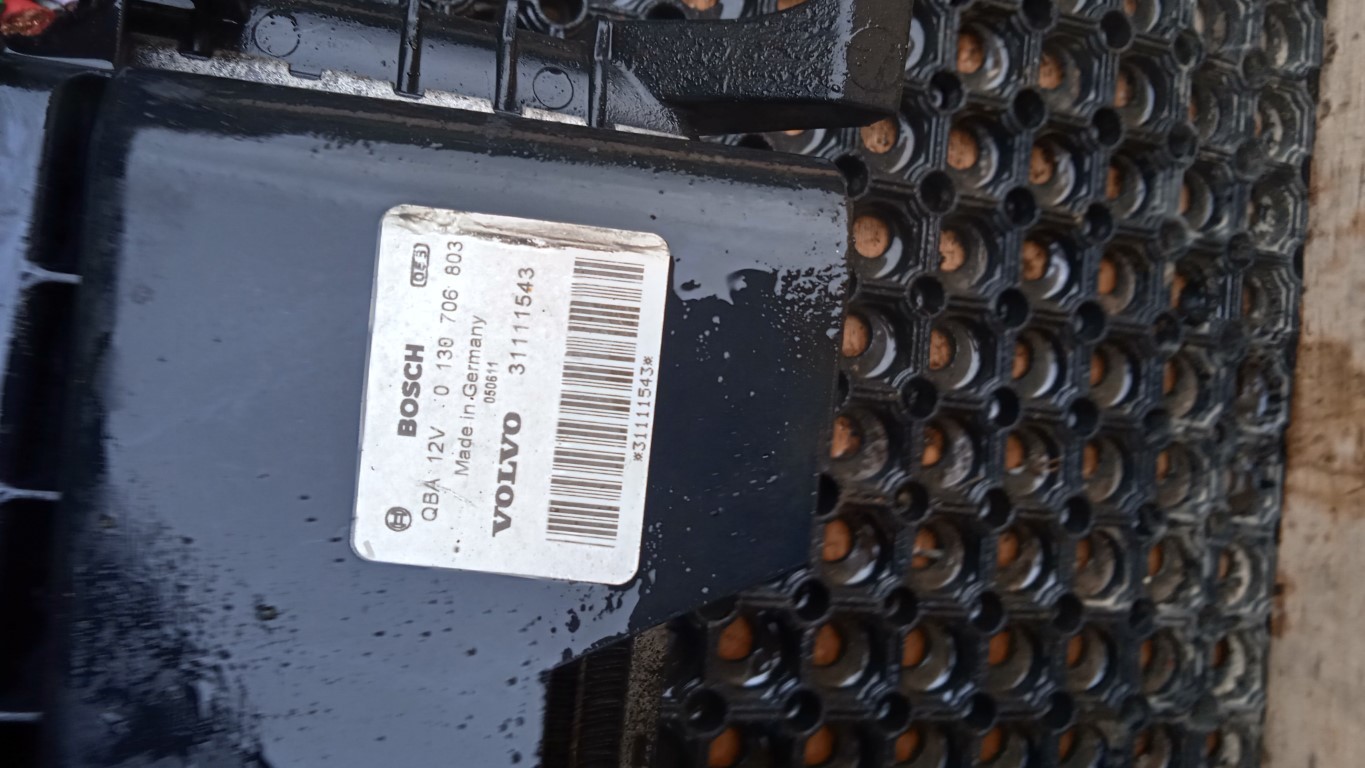 BOSCH
QBA 12V 0 130 706 803
Made in Germany
050611
VOLVO 31111543
*31111543*